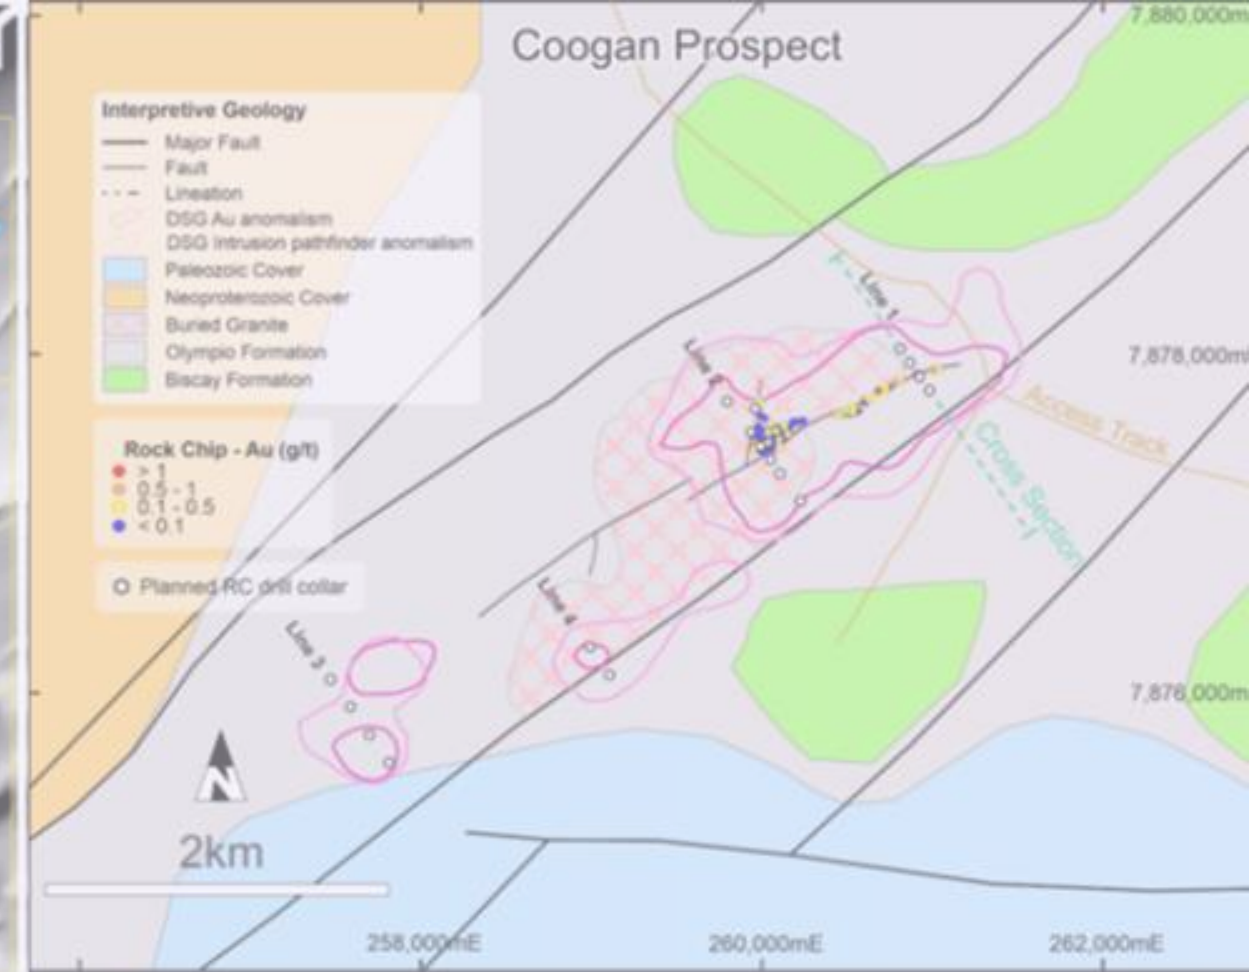 Coogan Prospect
7,880,000m
Interpretive Geology
Major Fault
Fault
Lineation
DSG Au anomalism
DSG Intrusion pathfinder anomalism
Paleozoic Cover
Neoproterozoic Cover
Buried Granite
Olympio Formation
Biscay Formation
Line 1
Line 2
7,878,000m
Access Track
Rock Chip - Au (g/t)
> 1
0.5 - 1
0.1 - 0.5
< 0.1
Cross Section
Planned RC drill collar
Line 4
Line 3
7,876,000m
N
2km
258,000mE
260,000mE
262,000mE